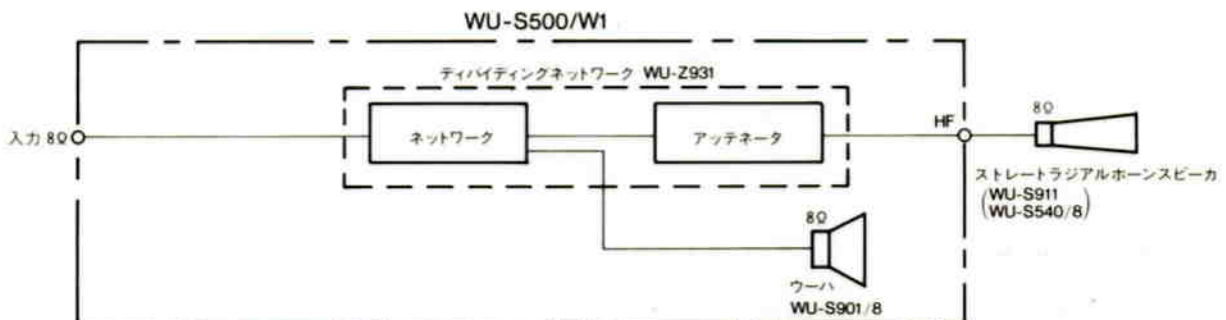 WU-S500/W1
ディバイディングネットワーク WU-Z931
入力 8Ω
ネットワーク
アッテネータ
HF
8Ω
ストレートラジアルホーンスピーカ
(WU-S911
WU-S540/8)
8Ω
ウーハ
WU-S901/8